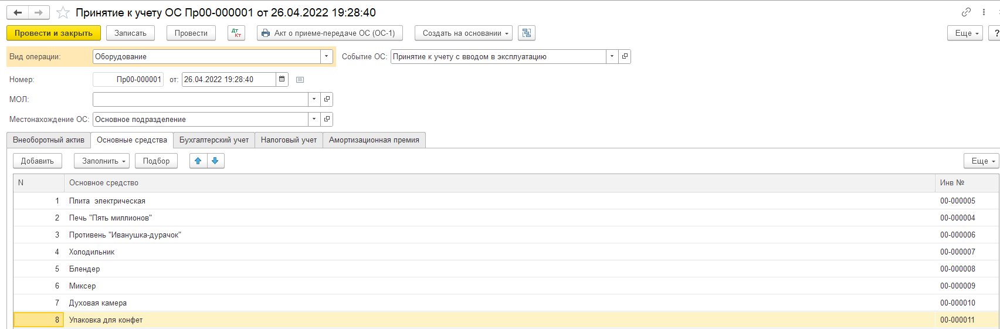 Принятие к учету ОС Пр00-000001 от 26.04.2022 19:28:40
Провести и закрыть Записать Провести Дт Кт Акт о приеме-передаче ОС (ОС-1) Создать на основании Еще ?
Вид операции: Оборудование Событие ОС: Принятие к учету с вводом в эксплуатацию
Номер: Пр00-000001 от: 26.04.2022 19:28:40
МОЛ:
Местонахождение ОС: Основное подразделение
Внеоборотный актив Основные средства Бухгалтерский учет Налоговый учет Амортизационная премия
Добавить Заполнить Подбор Еще
N Основное средство Инв №
1 Плита  электрическая 00-000005
2 Печь "Пять миллионов" 00-000004
3 Противень "Иванушка-дурачок" 00-000006
4 Холодильник 00-000007
5 Блендер 00-000008
6 Миксер 00-000009
7 Духовая камера 00-000010
8 Упаковка для конфет 00-000011